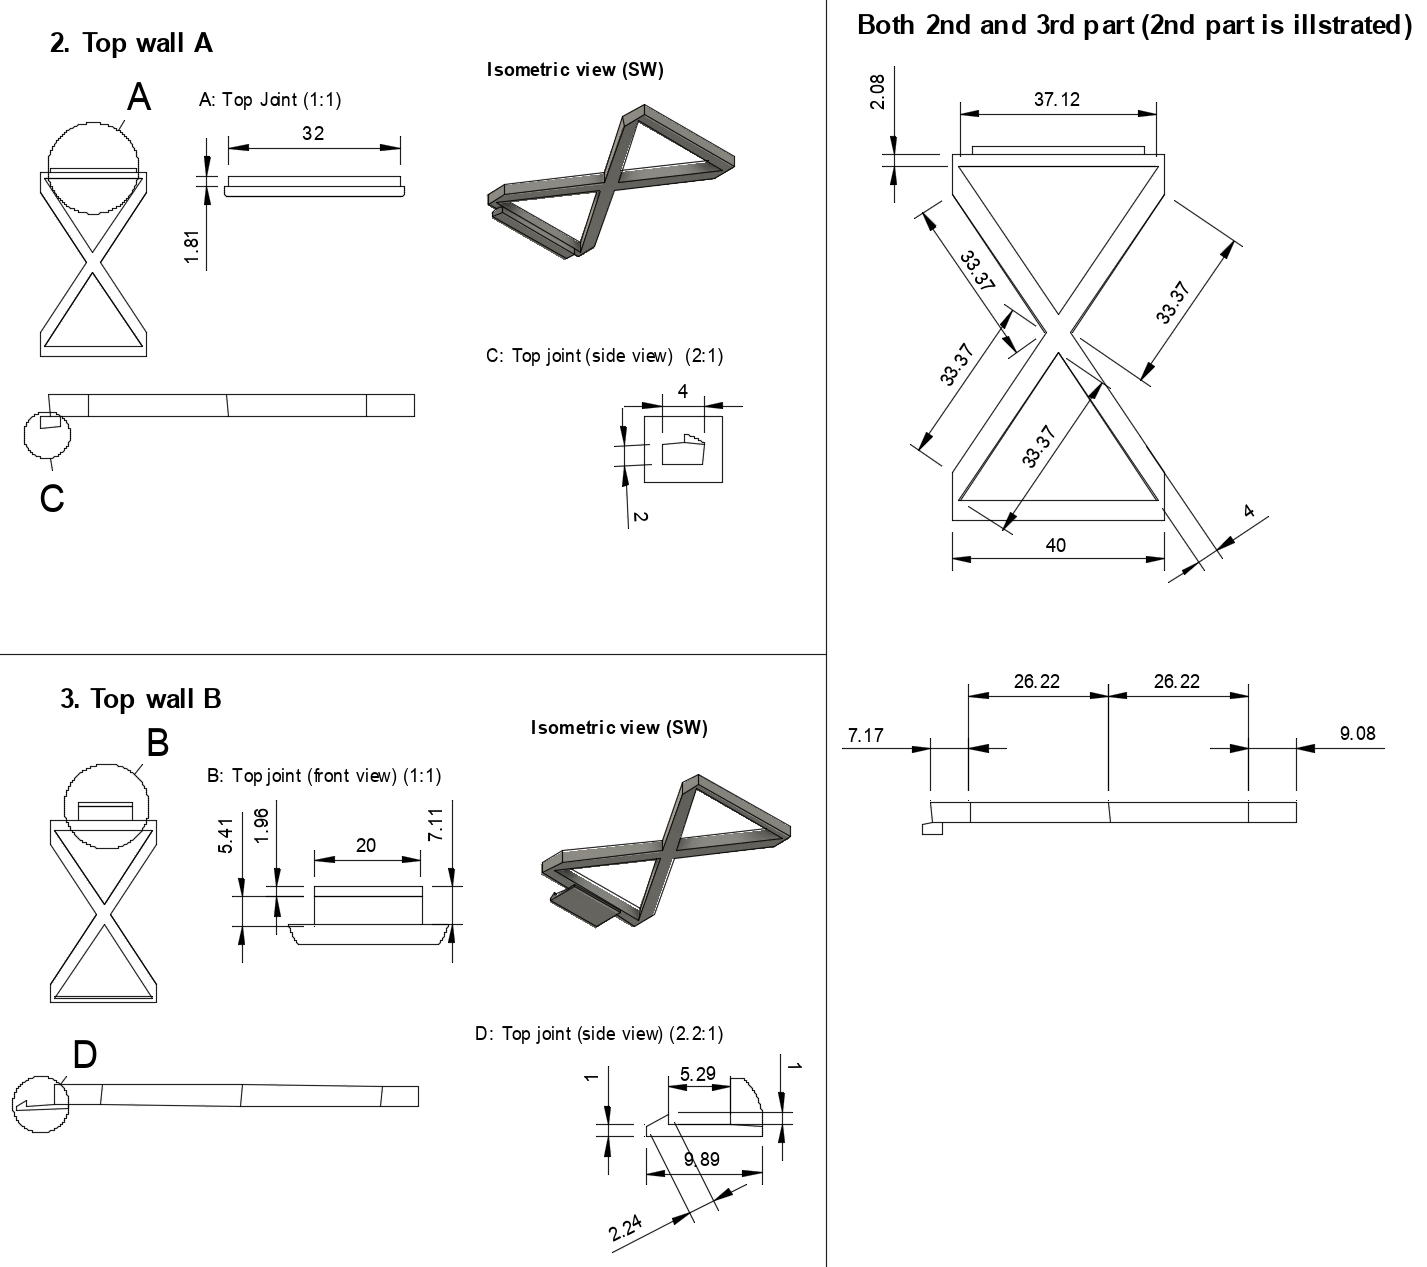 2. Top wall A
A
A: Top Joint (1:1)
32
1.81
Isometric view (SW)
C: Top joint (side view) (2:1)
4
2
C
3. Top wall B
B
B: Top joint (front view) (1:1)
5.41
1.96
20
7.11
Isometric view (SW)
D
D: Top joint (side view) (2.2:1)
1
5.29
1
9.89
2.24
Both 2nd and 3rd part (2nd part is illstrated)
2.08
37.12
33.37
33.37
33.37
33.37
4
40
26.22
26.22
7.17
9.08